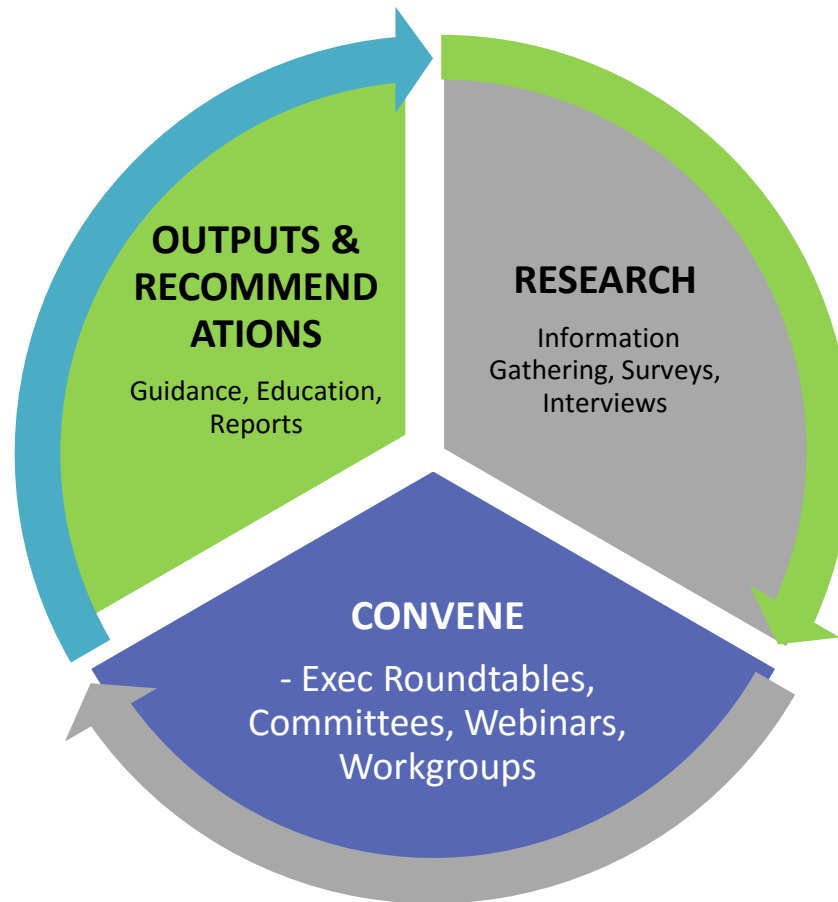 OUTPUTS &
RECOMMEND
ATIONS
Guidance, Education,
Reports
RESEARCH
Information
Gathering, Surveys,
Interviews
CONVENE
- Exec Roundtables,
Committees, Webinars,
Workgroups